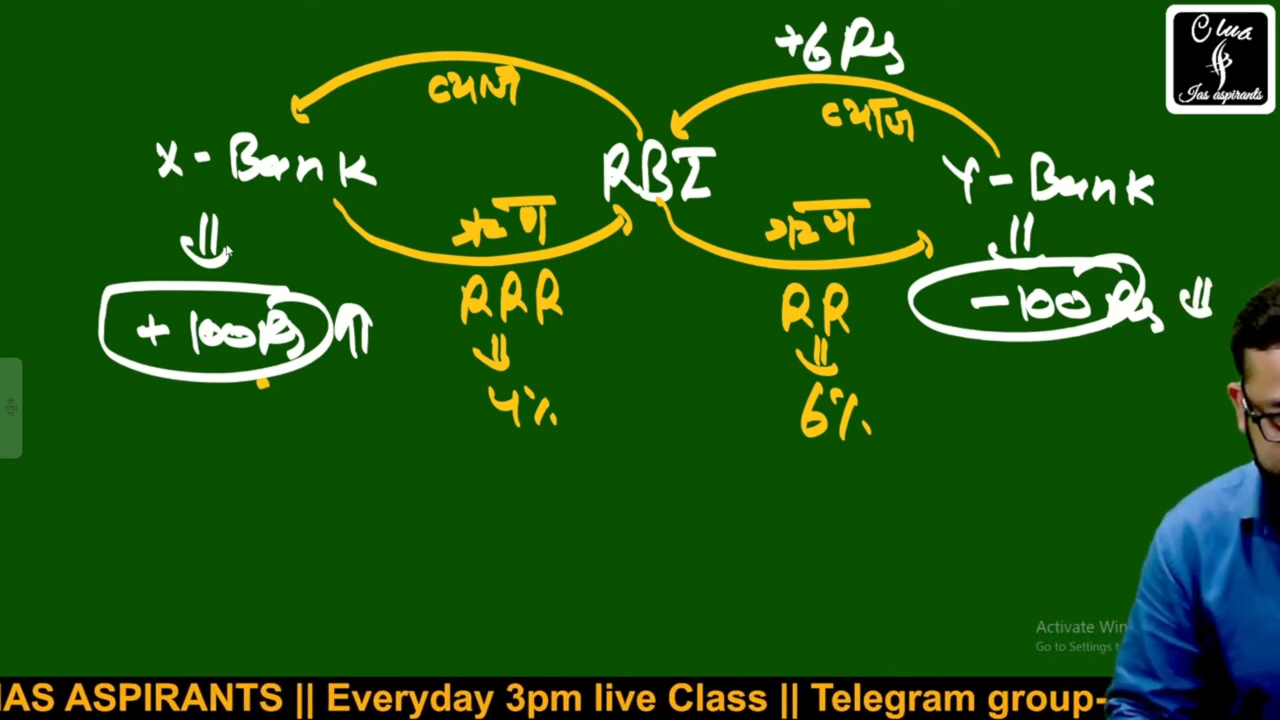 Clua
Ias aspirants
+6 Rs
ब्याज
ब्याज
X - Bank
RBI
Y - Bank
ऋण
ऋण
+ 100 Rs
RRR
RR
- 100 Rs
4%
6%
Activate Win
Go to Settings t
IAS ASPIRANTS || Everyday 3pm live Class || Telegram group-